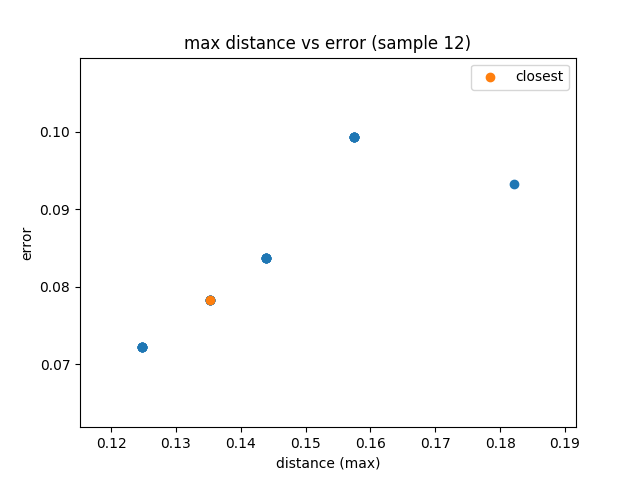 max distance vs error (sample 12)
closest
0.10
0.09
0.08
0.07
error
0.12 0.13 0.14 0.15 0.16 0.17 0.18 0.19
distance (max)